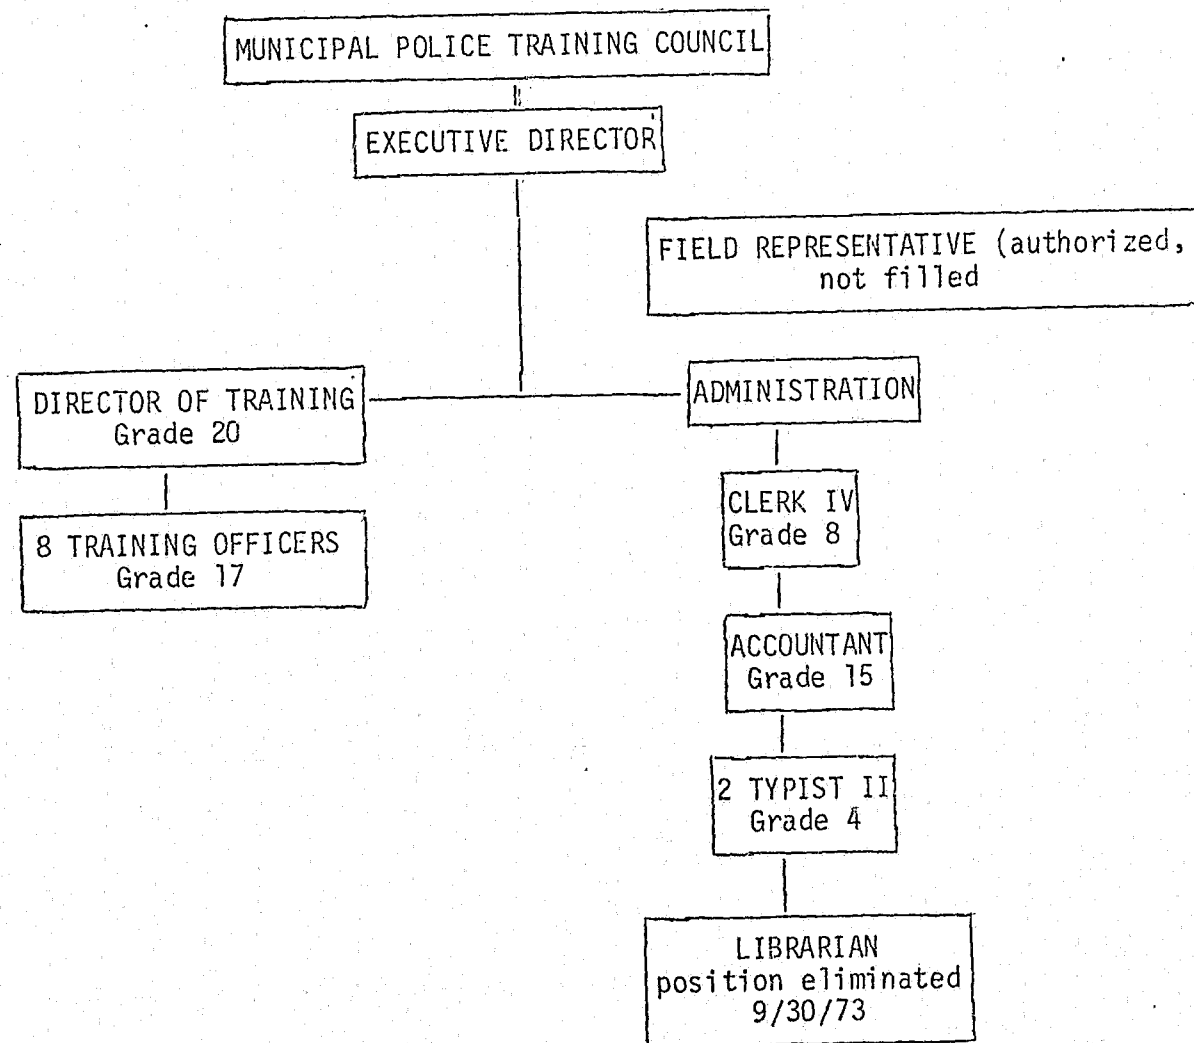 MUNICIPAL POLICE TRAINING COUNCIL
EXECUTIVE DIRECTOR
FIELD REPRESENTATIVE (authorized,
not filled
DIRECTOR OF TRAINING
Grade 20
8 TRAINING OFFICERS
Grade 17
ADMINISTRATION
CLERK IV
Grade 8
ACCOUNTANT
Grade 15
2 TYPIST II
Grade 4
LIBRARIAN
position eliminated
9/30/73